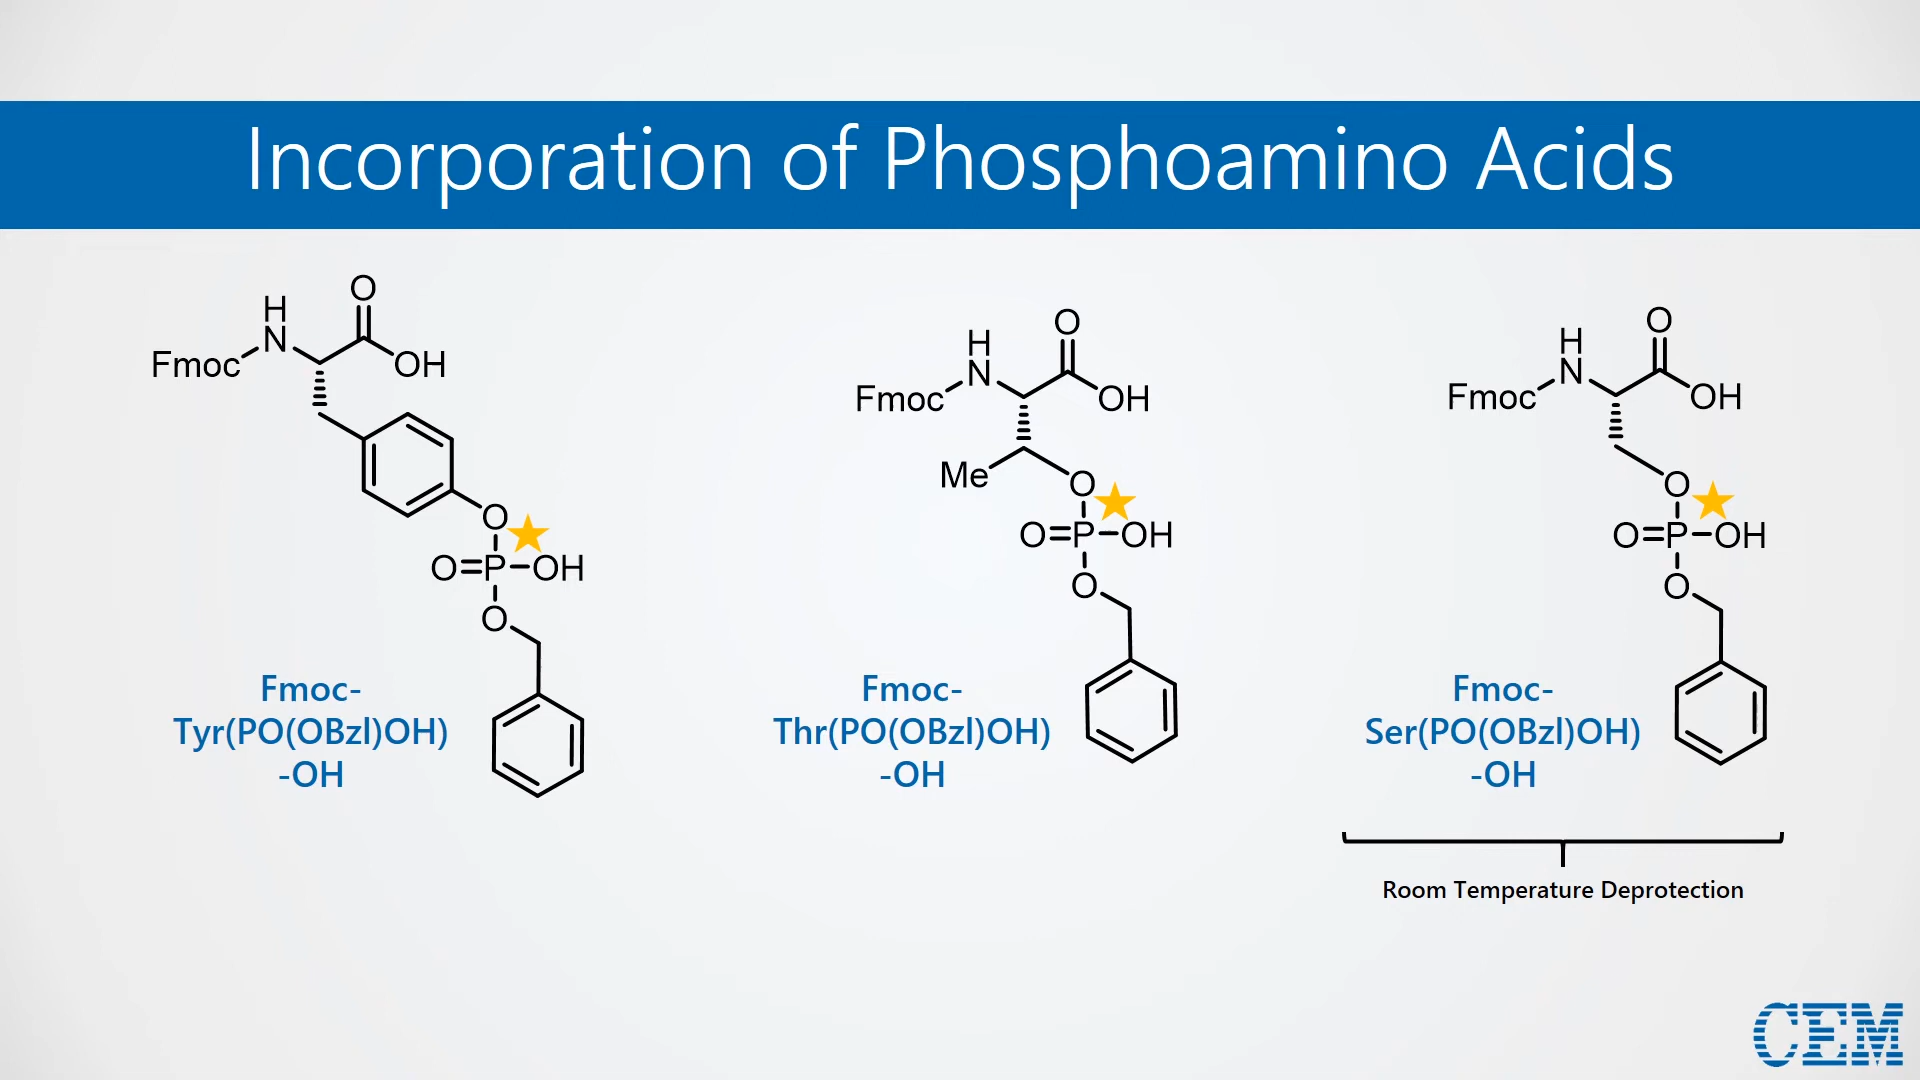 Incorporation of Phosphoamino Acids
H
N
O
Fmoc
OH
O
O=P-OH
O
Fmoc-
Tyr(PO(OBzl)OH)
-OH
H
N
O
Fmoc
OH
Me
O
O=P-OH
O
Fmoc-
Thr(PO(OBzl)OH)
-OH
H
N
O
Fmoc
OH
O
O=P-OH
O
Fmoc-
Ser(PO(OBzl)OH)
-OH
Room Temperature Deprotection
CEM